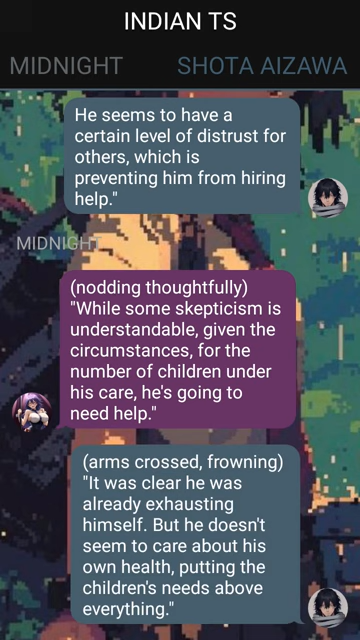 INDIAN TS
MIDNIGHT SHOTA AIZAWA
He seems to have a
certain level of distrust for
others, which is
preventing him from hiring
help."
MIDNIGHT
(nodding thoughtfully)
"While some skepticism is
understandable, given the
circumstances, for the
number of children under
his care, he's going to
need help."
(arms crossed, frowning)
"It was clear he was
already exhausting
himself. But he doesn't
seem to care about his
own health, putting the
children's needs above
everything."